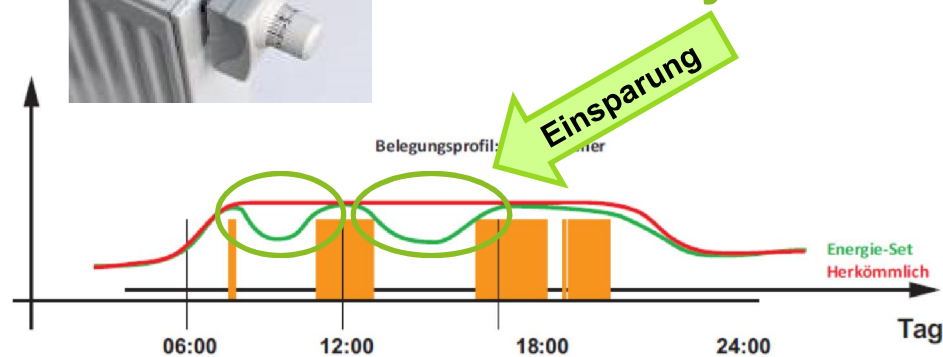 Einsparung
Belegungsprofil:
Energie-Set
Herkömmlich
Tag
06:00 12:00 18:00 24:00